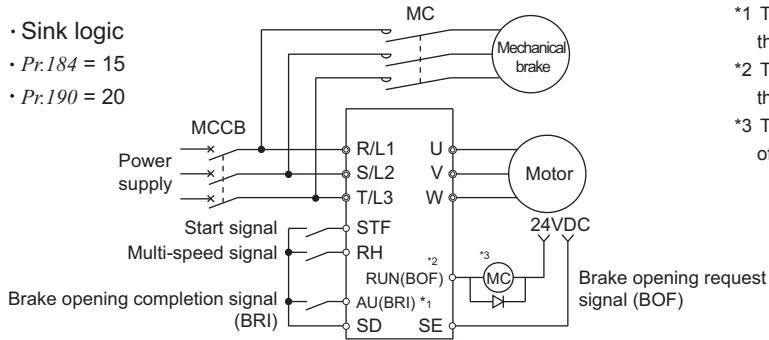 · Sink logic
· Pr.184 = 15
· Pr.190 = 20
MC
Mechanical
brake
*1 T
th
*2 T
th
*3 T
of
MCCB
Power
supply
R/L1
S/L2
T/L3
U
V
W
Motor
24VDC
Start signal
STF
Multi-speed signal
RH
*2
RUN(BOF)
*3
MC
Brake opening request
signal (BOF)
Brake opening completion signal
(BRI)
AU(BRI) *1
SD
SE